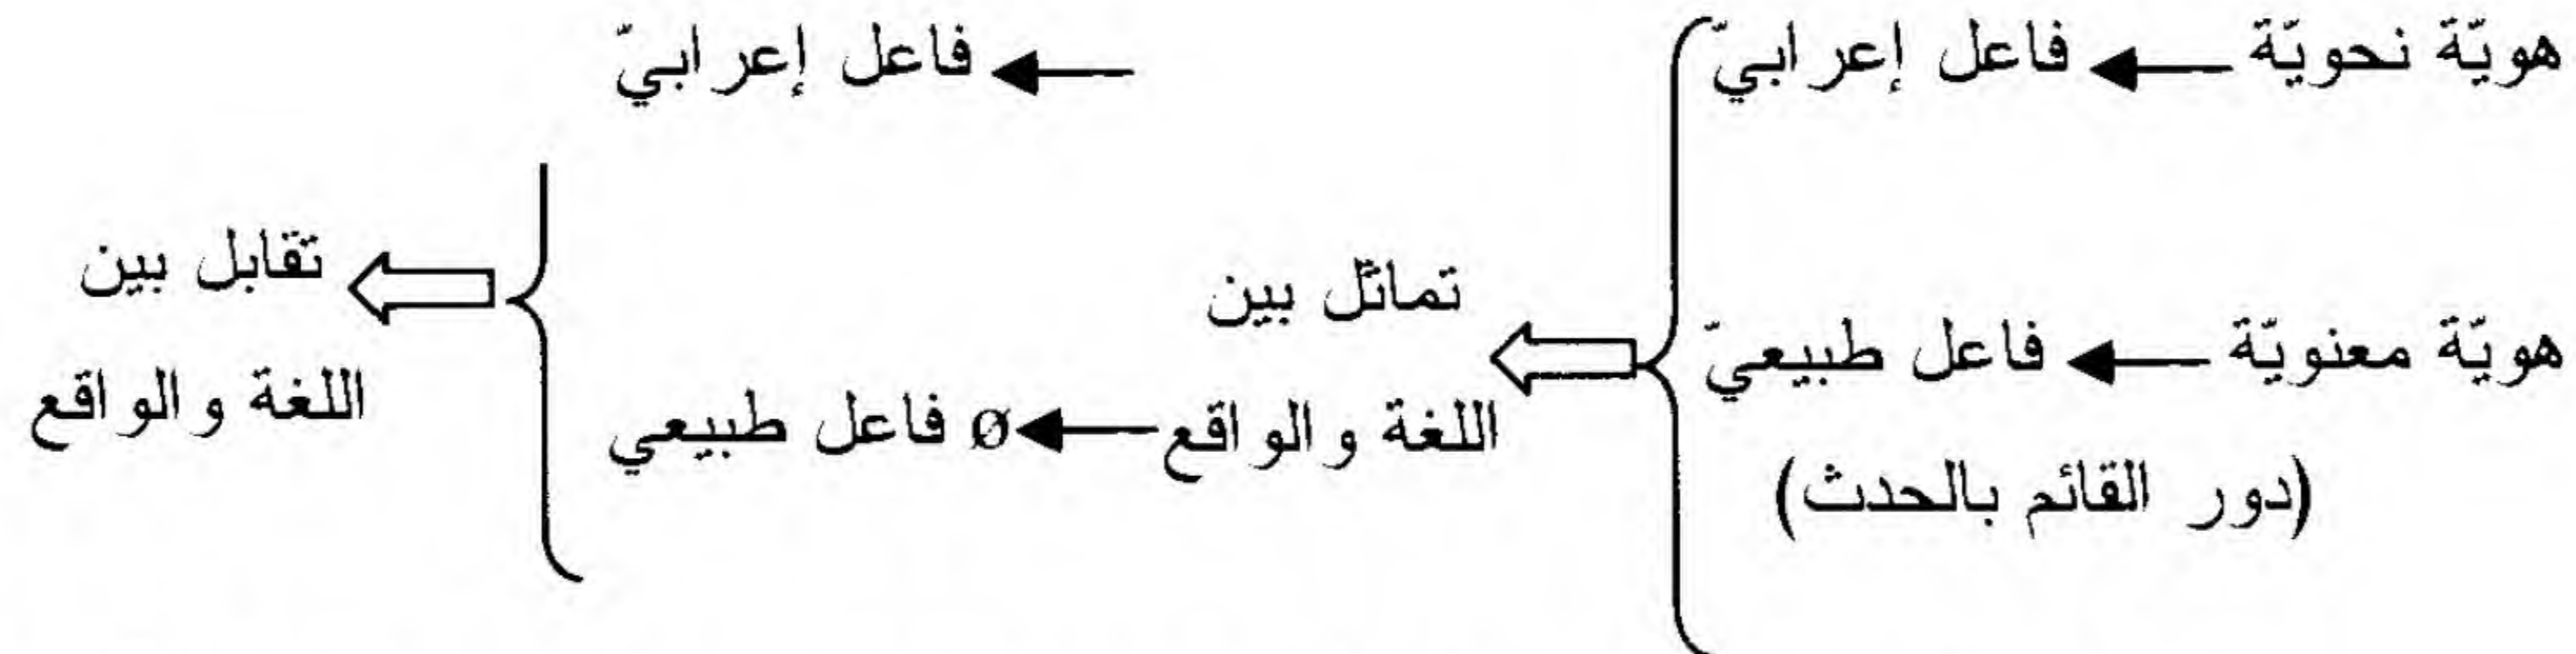 هويّة نحويّة ← فاعل إعرابيّ ← فاعل إعرابيّ
تماثل بين تقابل بين
هويّة معنويّة ← فاعل طبيعيّ
اللغة والواقع ← ø فاعل طبيعي اللغة والواقع
(دور القائم بالحدث)